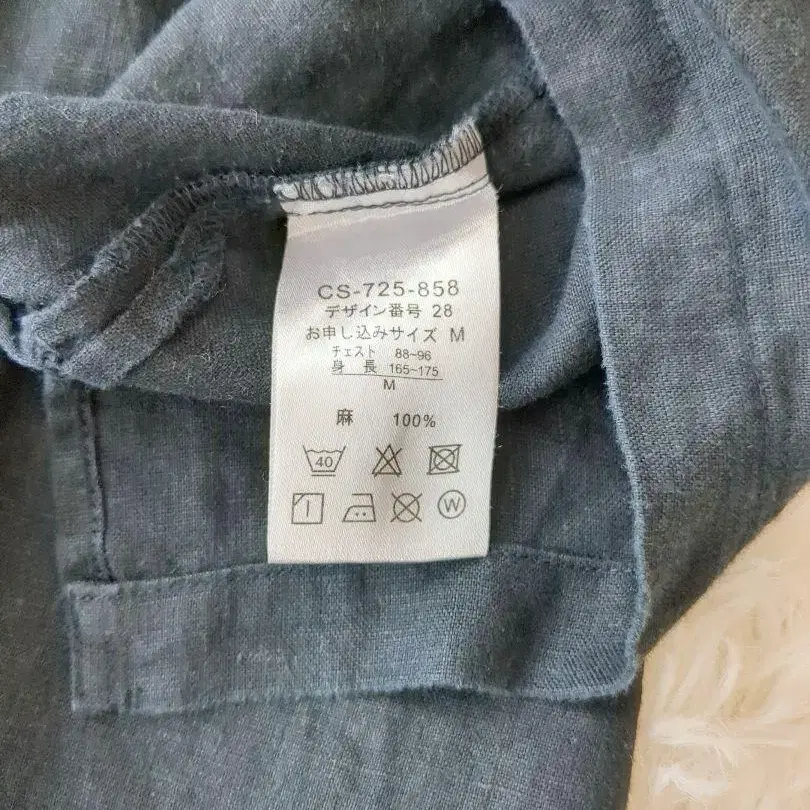 CS-725-858
デザイン番号 28
お申し込みサイズ M
チェスト 88~96
身長 165~175
M
麻 100%
40
W